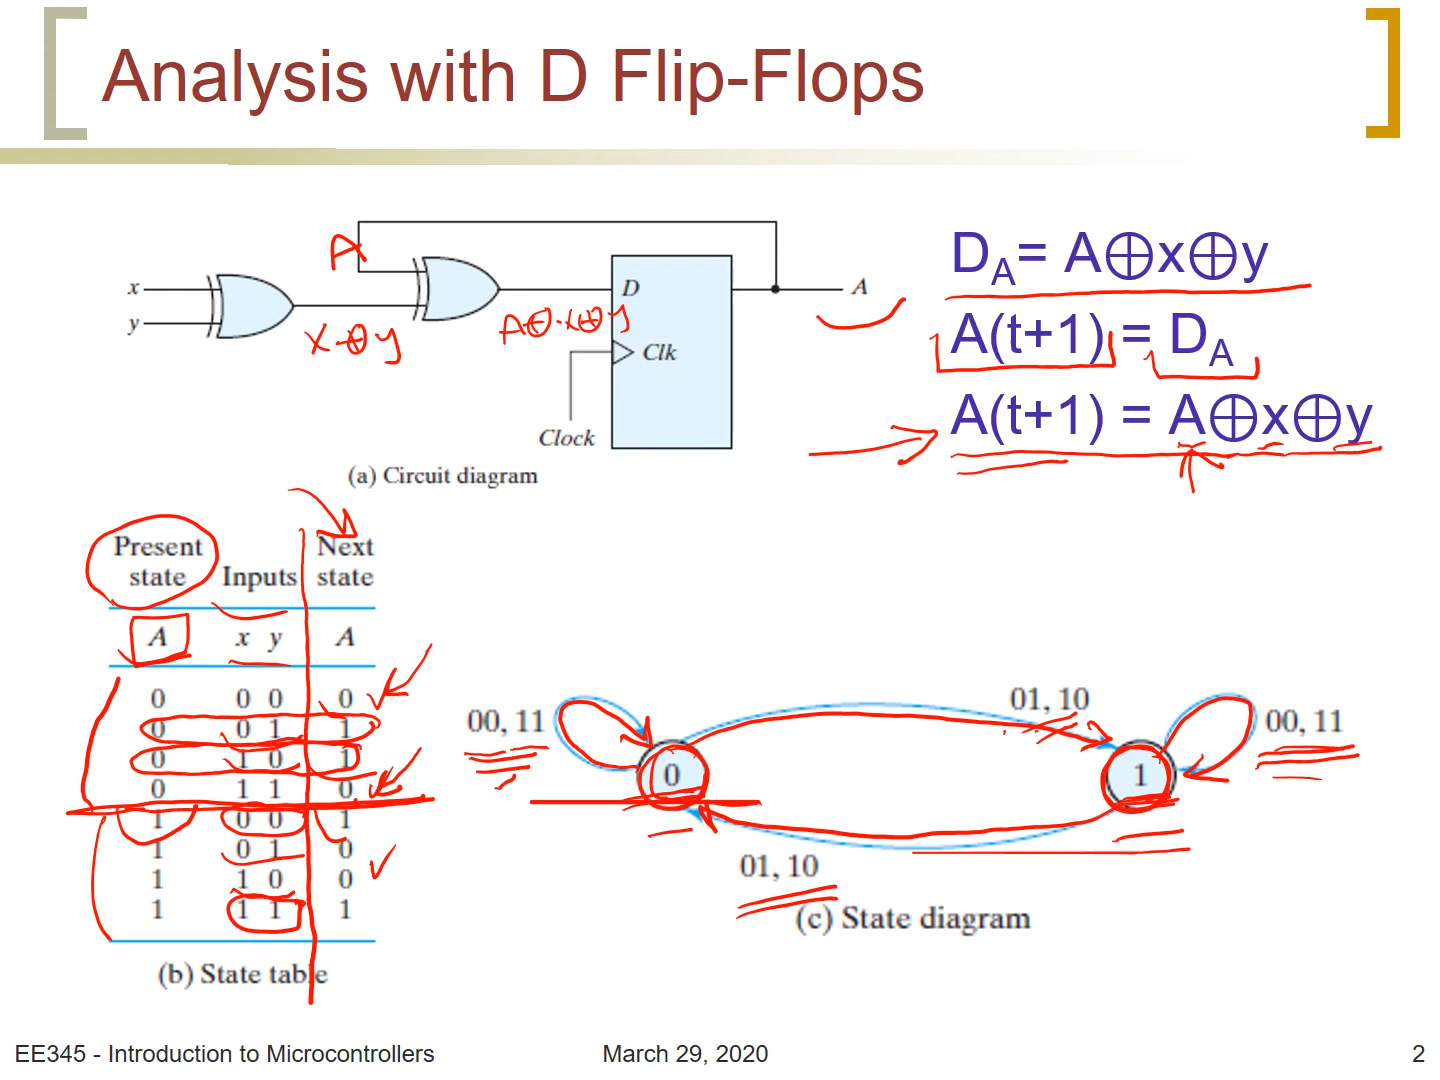 Analysis with D Flip-Flops
x
y
A
X⊕y
A⊕x⊕y
D
Clk
Clock
A
(a) Circuit diagram
D_A= A⊕x⊕y
A(t+1) = D_A
A(t+1) = A⊕x⊕y
Present state Inputs Next state
A x y A
0 0 0 0
0 0 1 1
0 1 0 1
0 1 1 0
1 0 0 1
1 0 1 0
1 1 0 0
1 1 1 1
(b) State table
00, 11
0
01, 10
1
00, 11
01, 10
(c) State diagram
EE345 - Introduction to Microcontrollers
March 29, 2020
2